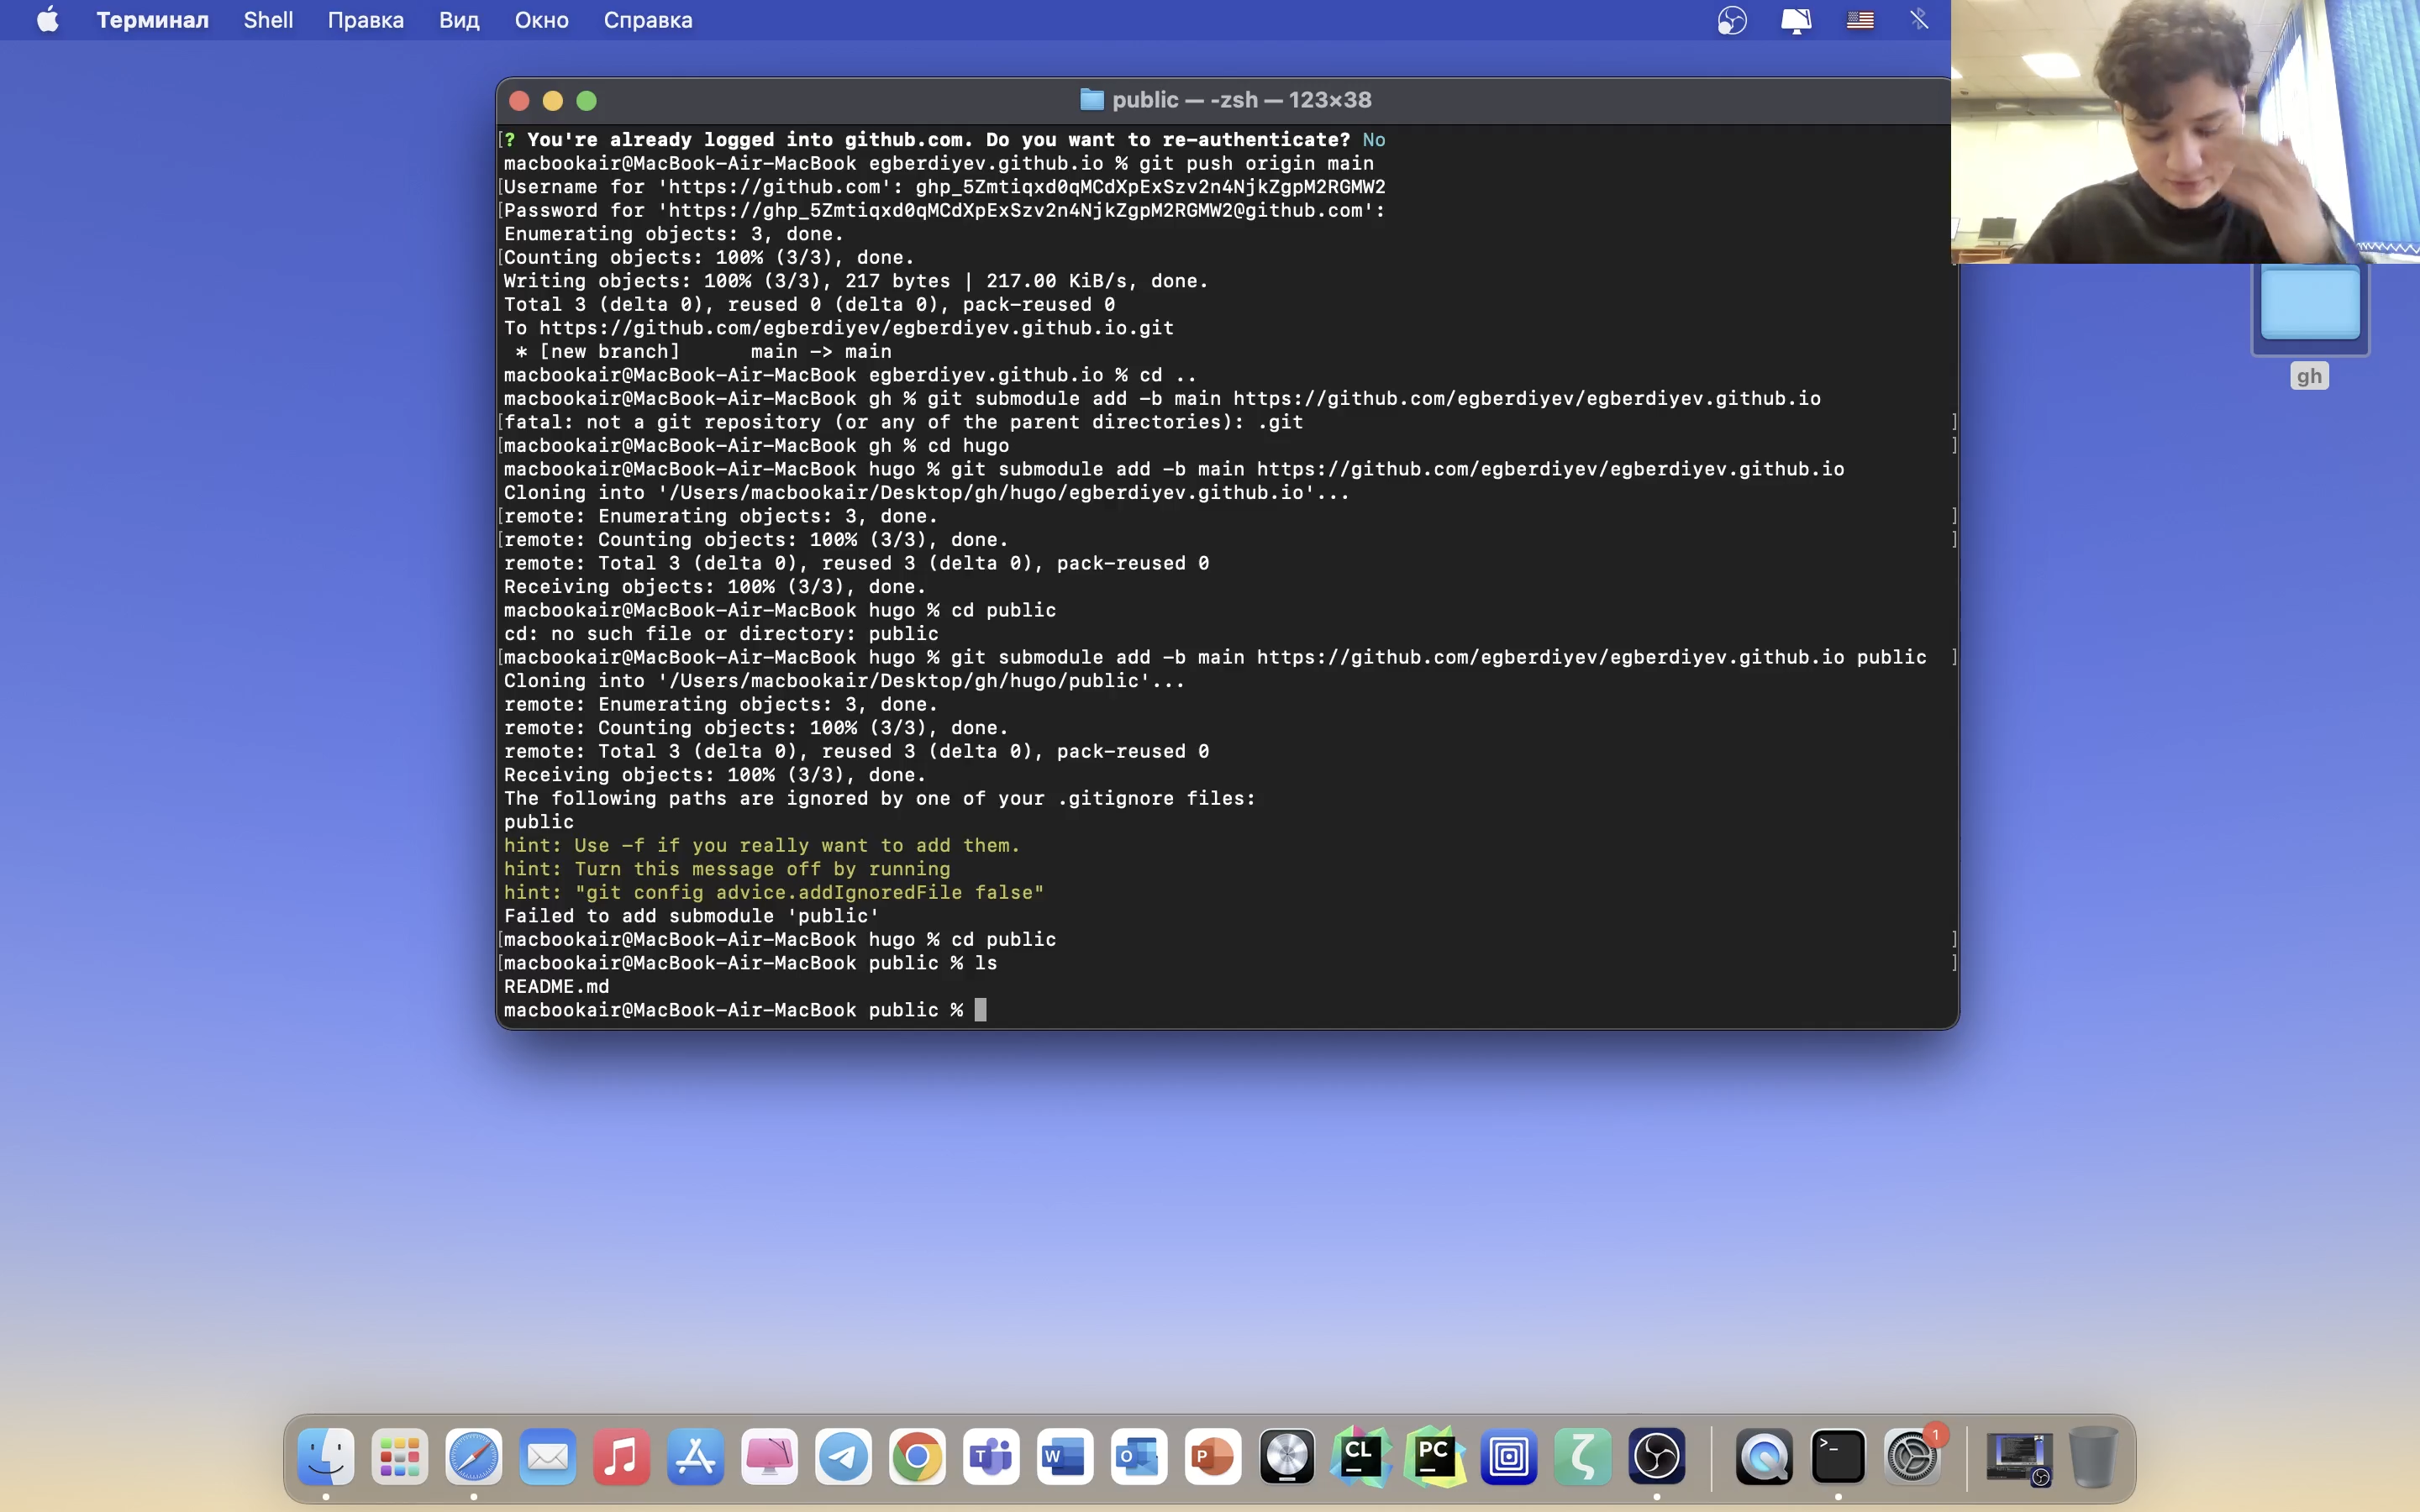 Терминал Shell Правка Вид Окно Справка
public — -zsh — 123×38
? You're already logged into github.com. Do you want to re-authenticate? No
macbookair@MacBook-Air-MacBook egberdiyev.github.io % git push origin main
Username for 'https://github.com': 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
Password for 'https://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@github.com':
Enumerating objects: 3, done.
Counting objects: 100% (3/3), done.
Writing objects: 100% (3/3), 217 bytes | 217.00 KiB/s, done.
Total 3 (delta 0), reused 0 (delta 0), pack-reused 0
To https://github.com/egberdiyev/egberdiyev.github.io.git
 * [new branch]      main -> main
macbookair@MacBook-Air-MacBook egberdiyev.github.io % cd ..
macbookair@MacBook-Air-MacBook gh % git submodule add -b main https://github.com/egberdiyev/egberdiyev.github.io
fatal: not a git repository (or any of the parent directories): .git
macbookair@MacBook-Air-MacBook gh % cd hugo
macbookair@MacBook-Air-MacBook hugo % git submodule add -b main https://github.com/egberdiyev/egberdiyev.github.io
Cloning into '/Users/macbookair/Desktop/gh/hugo/egberdiyev.github.io'...
remote: Enumerating objects: 3, done.
remote: Counting objects: 100% (3/3), done.
remote: Total 3 (delta 0), reused 3 (delta 0), pack-reused 0
Receiving objects: 100% (3/3), done.
macbookair@MacBook-Air-MacBook hugo % cd public
cd: no such file or directory: public
macbookair@MacBook-Air-MacBook hugo % git submodule add -b main https://github.com/egberdiyev/egberdiyev.github.io public
Cloning into '/Users/macbookair/Desktop/gh/hugo/public'...
remote: Enumerating objects: 3, done.
remote: Counting objects: 100% (3/3), done.
remote: Total 3 (delta 0), reused 3 (delta 0), pack-reused 0
Receiving objects: 100% (3/3), done.
The following paths are ignored by one of your .gitignore files:
public
hint: Use -f if you really want to add them.
hint: Turn this message off by running
hint: "git config advice.addIgnoredFile false"
Failed to add submodule 'public'
macbookair@MacBook-Air-MacBook hugo % cd public
macbookair@MacBook-Air-MacBook public % ls
README.md
macbookair@MacBook-Air-MacBook public %
gh
T W O P CL PC ζ >_ 1